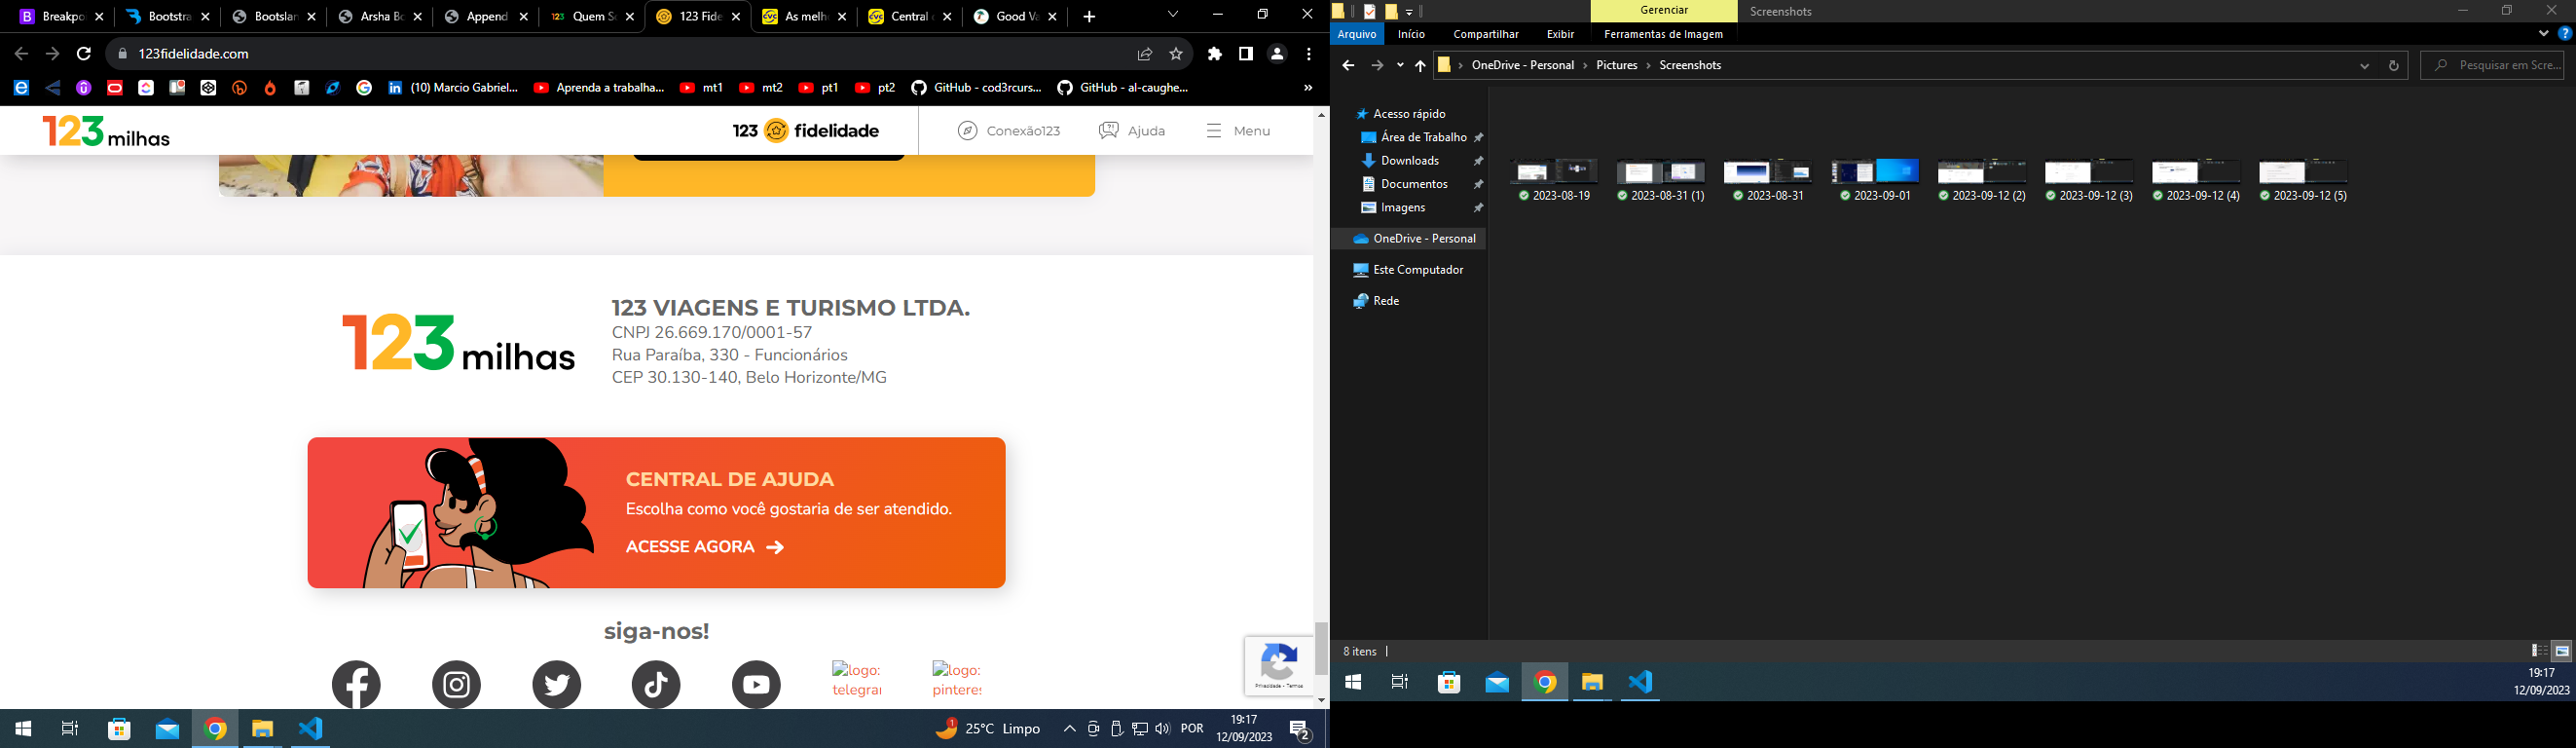 Breakpo
Bootstra
Bootslan
Arsha Bo
Append
Quem So
123 Fide
As melh
Central d
Good Va
123fidelidade.com
(10) Marcio Gabriel...
Aprenda a trabalha...
mt1
mt2
pt1
pt2
GitHub - cod3rcurs...
GitHub - al-caughe...
»
123 milhas
123 fidelidade
Conexão123
Ajuda
Menu
123 milhas
123 VIAGENS E TURISMO LTDA.
CNPJ 26.669.170/0001-57
Rua Paraíba, 330 - Funcionários
CEP 30.130-140, Belo Horizonte/MG
CENTRAL DE AJUDA
Escolha como você gostaria de ser atendido.
ACESSE AGORA
siga-nos!
logo:
telegram
logo:
pinteres
Privacidade - Termos
25°C Limpo
POR
19:17
12/09/2023
2
Gerenciar
Screenshots
Arquivo
Início
Compartilhar
Exibir
Ferramentas de Imagem
OneDrive - Personal
Pictures
Screenshots
Pesquisar em Scre...
Acesso rápido
Área de Trabalho
Downloads
Documentos
Imagens
OneDrive - Personal
Este Computador
Rede
2023-08-19
2023-08-31 (1)
2023-08-31
2023-09-01
2023-09-12 (2)
2023-09-12 (3)
2023-09-12 (4)
2023-09-12 (5)
8 itens
19:17
12/09/2023